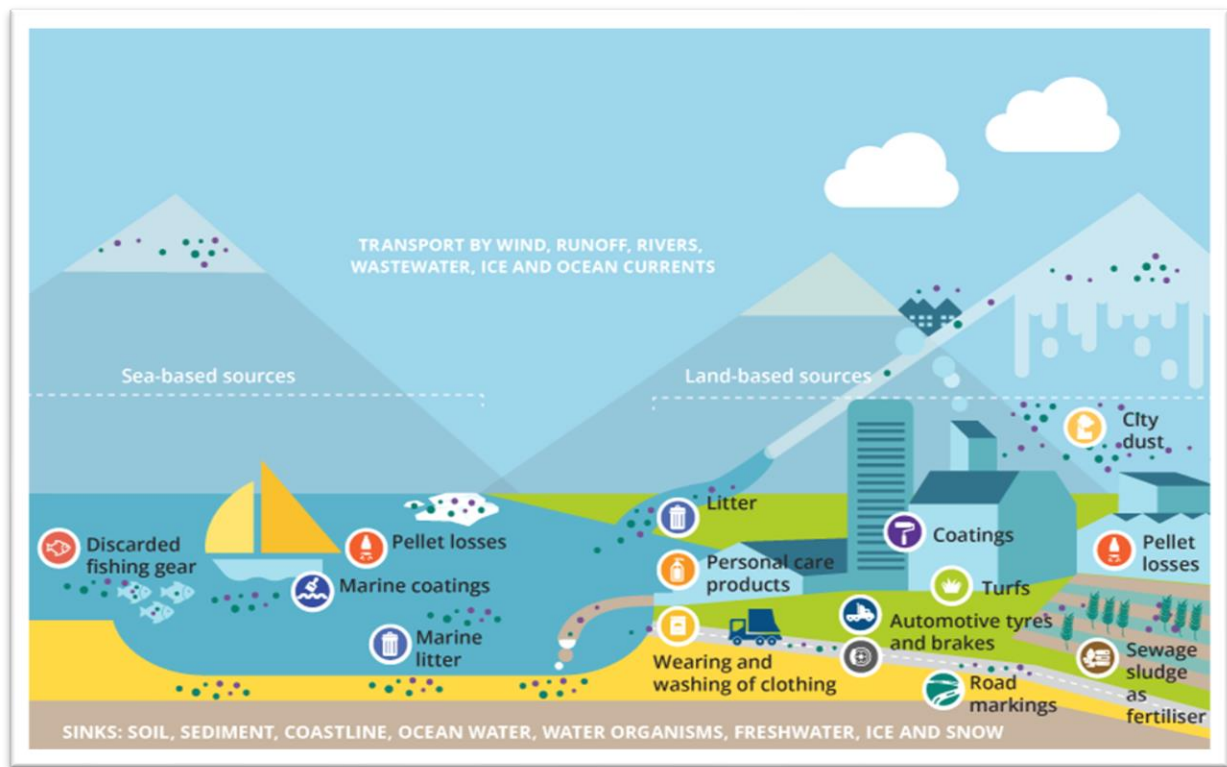 TRANSPORT BY WIND, RUNOFF, RIVERS,
WASTEWATER, ICE AND OCEAN CURRENTS
Sea-based sources
Land-based sources
City
dust
Litter
Discarded
fishing gear
Pellet losses
Marine coatings
Marine
litter
Personal care
products
Coatings
Pellet
losses
Turfs
Automotive tyres
and brakes
Wearing and
washing of clothing
Road
markings
Sewage
sludge
as
fertiliser
SINKS: SOIL, SEDIMENT, COASTLINE, OCEANWATER, WATER ORGANISMS, FRESHWATER, ICE AND SNOW